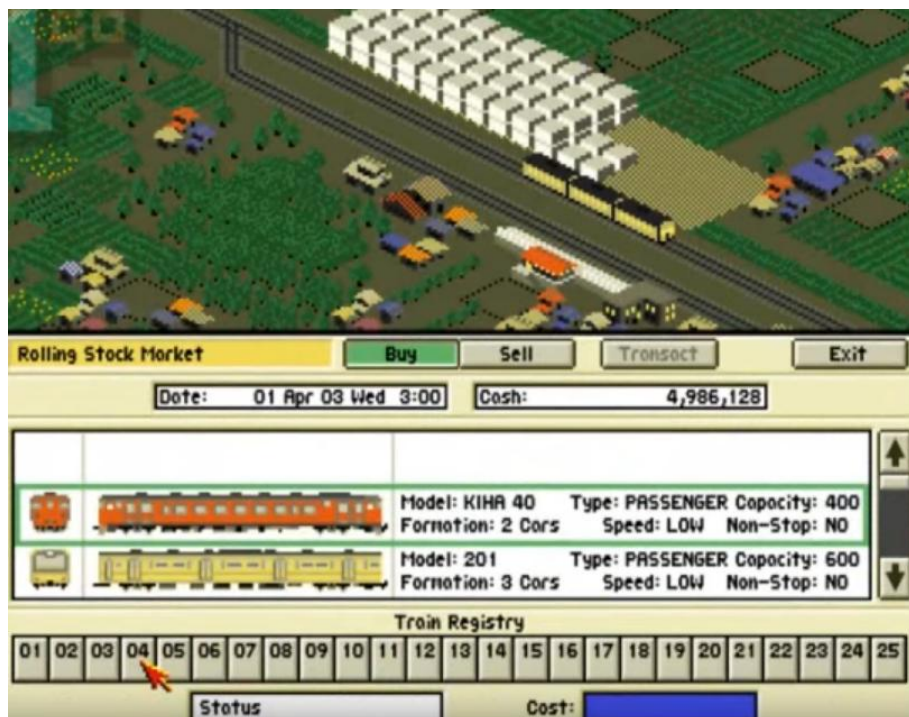 Rolling Stock Market Buy Sell Transact Exit
Date: 01 Apr 03 Wed 3:00 Cash: 4,986,128
Model: KIHA 40 Type: PASSENGER Capacity: 400
Formation: 2 Cars Speed: LOW Non-Stop: NO
Model: 201 Type: PASSENGER Capacity: 600
Formation: 3 Cars Speed: LOW Non-Stop: NO
Train Registry
01 02 03 04 05 06 07 08 09 10 11 12 13 14 15 16 17 18 19 20 21 22 23 24 25
Status Cost: